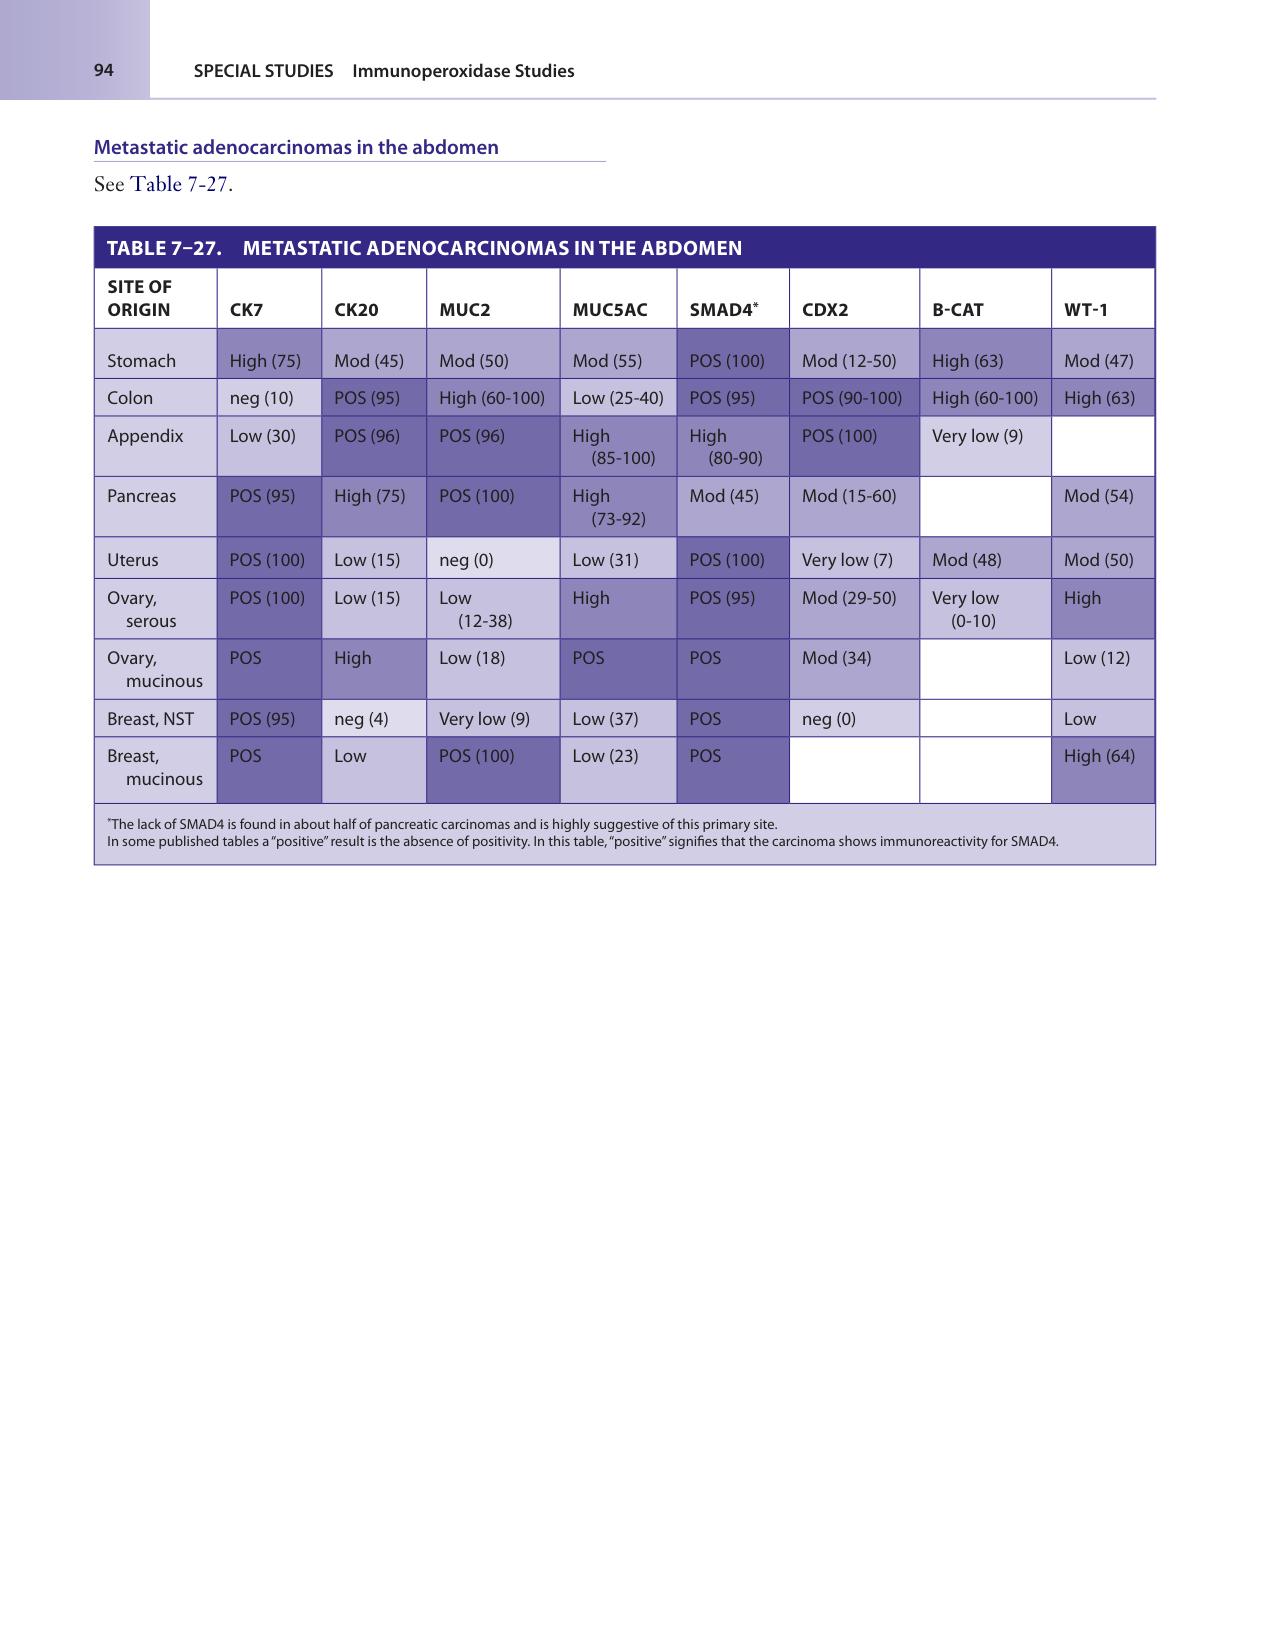 94 SPECIAL STUDIES Immunoperoxidase Studies
Metastatic adenocarcinomas in the abdomen
See Table 7-27.
TABLE 7–27. METASTATIC ADENOCARCINOMAS IN THE ABDOMEN
SITE OF
ORIGIN CK7 CK20 MUC2 MUC5AC SMAD4* CDX2 B-CAT WT-1
Stomach High (75) Mod (45) Mod (50) Mod (55) POS (100) Mod (12-50) High (63) Mod (47)
Colon neg (10) POS (95) High (60-100) Low (25-40) POS (95) POS (90-100) High (60-100) High (63)
Appendix Low (30) POS (96) POS (96) High High POS (100) Very low (9)
(85-100) (80-90)
Pancreas POS (95) High (75) POS (100) High Mod (45) Mod (15-60) Mod (54)
(73-92)
Uterus POS (100) Low (15) neg (0) Low (31) POS (100) Very low (7) Mod (48) Mod (50)
Ovary, POS (100) Low (15) Low High POS (95) Mod (29-50) Very low High
serous (12-38) (0-10)
Ovary, POS High Low (18) POS POS Mod (34) Low (12)
mucinous
Breast, NST POS (95) neg (4) Very low (9) Low (37) POS neg (0) Low
Breast, POS Low POS (100) Low (23) POS High (64)
mucinous
*The lack of SMAD4 is found in about half of pancreatic carcinomas and is highly suggestive of this primary site.
In some published tables a “positive” result is the absence of positivity. In this table, “positive” signifies that the carcinoma shows immunoreactivity for SMAD4.